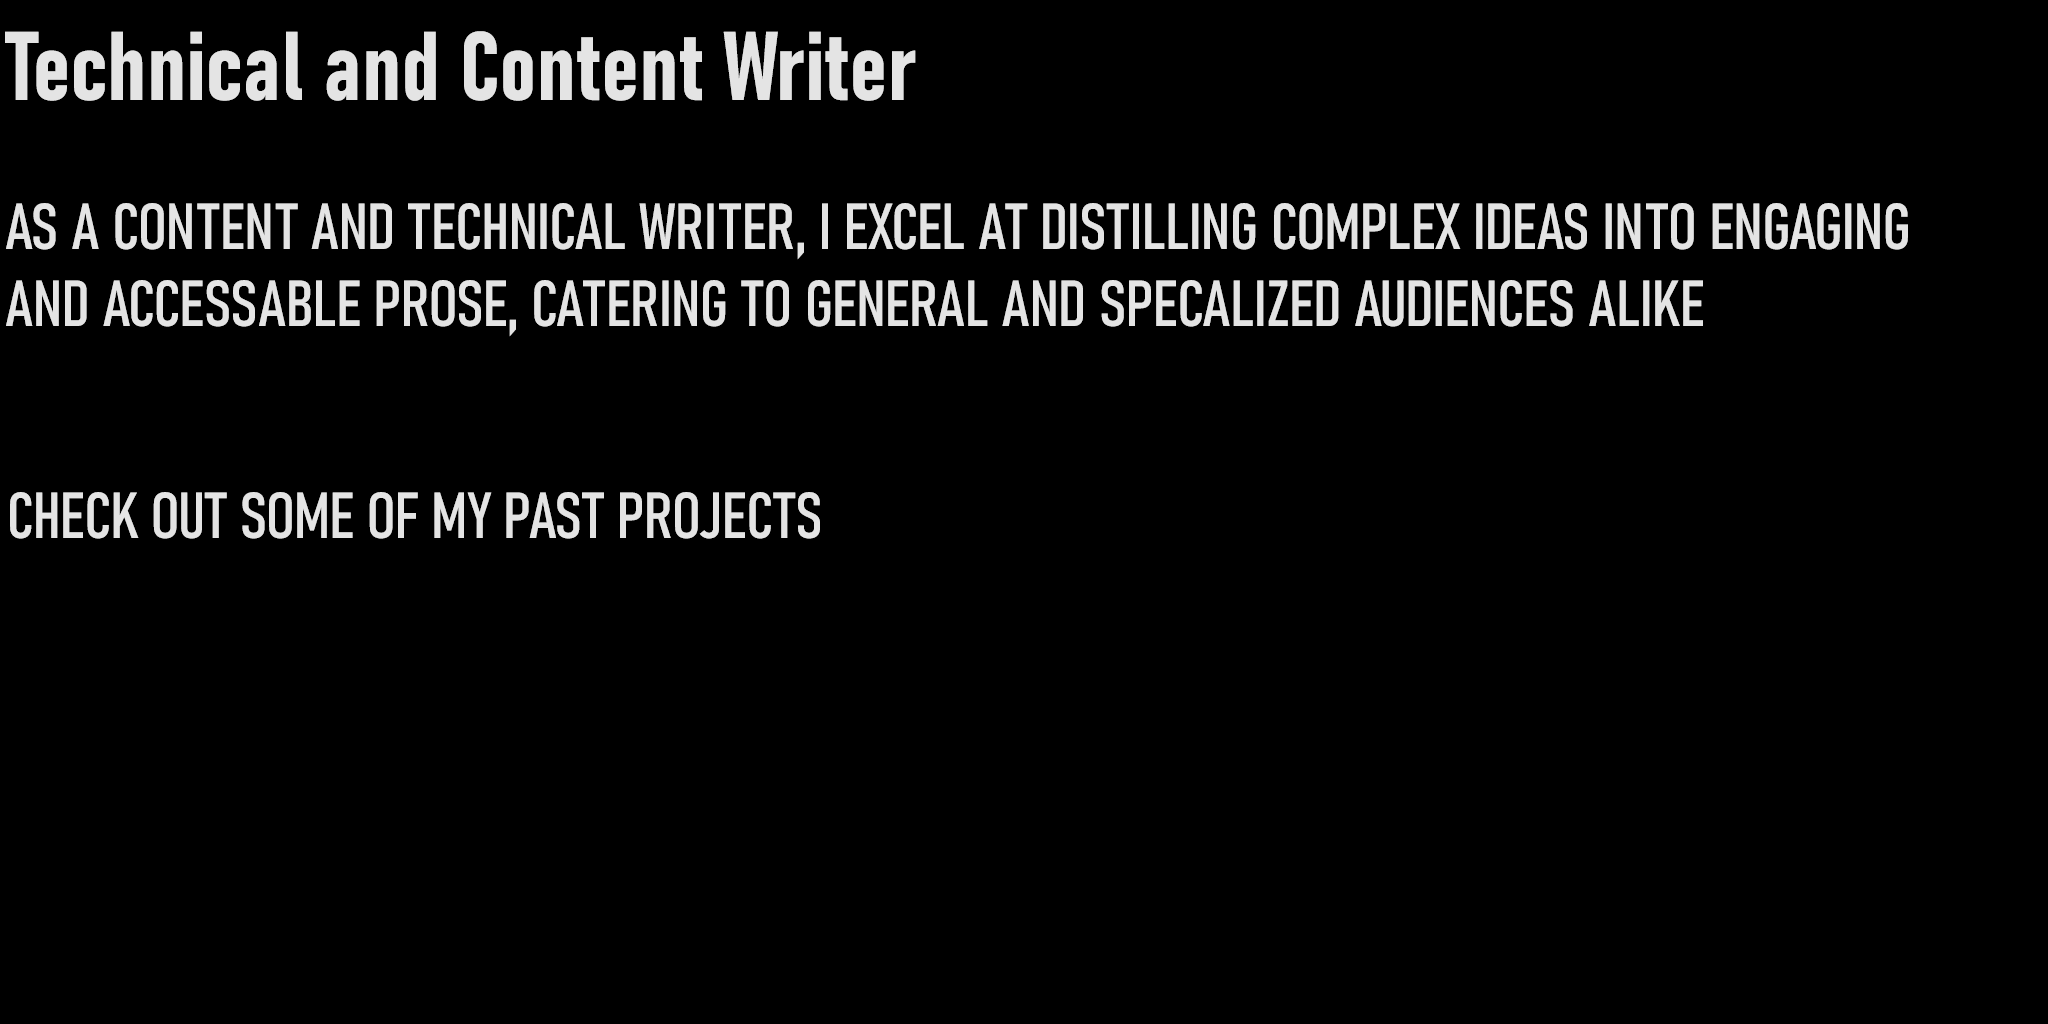 Technical and Content Writer
AS A CONTENT AND TECHNICAL WRITER, I EXCEL AT DISTILLING COMPLEX IDEAS INTO ENGAGING
AND ACCESSABLE PROSE, CATERING TO GENERAL AND SPECALIZED AUDIENCES ALIKE
CHECK OUT SOME OF MY PAST PROJECTS